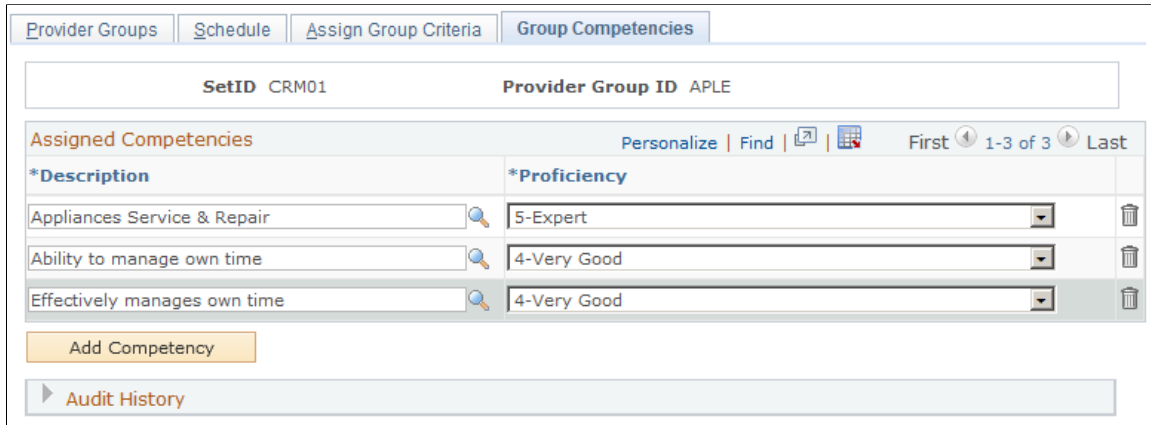 Provider Groups Schedule Assign Group Criteria Group Competencies
SetID CRM01 Provider Group ID APLE
Assigned Competencies Personalize | Find | | First 1-3 of 3 Last
*Description *Proficiency
Appliances Service & Repair 5-Expert
Ability to manage own time 4-Very Good
Effectively manages own time 4-Very Good
Add Competency
Audit History